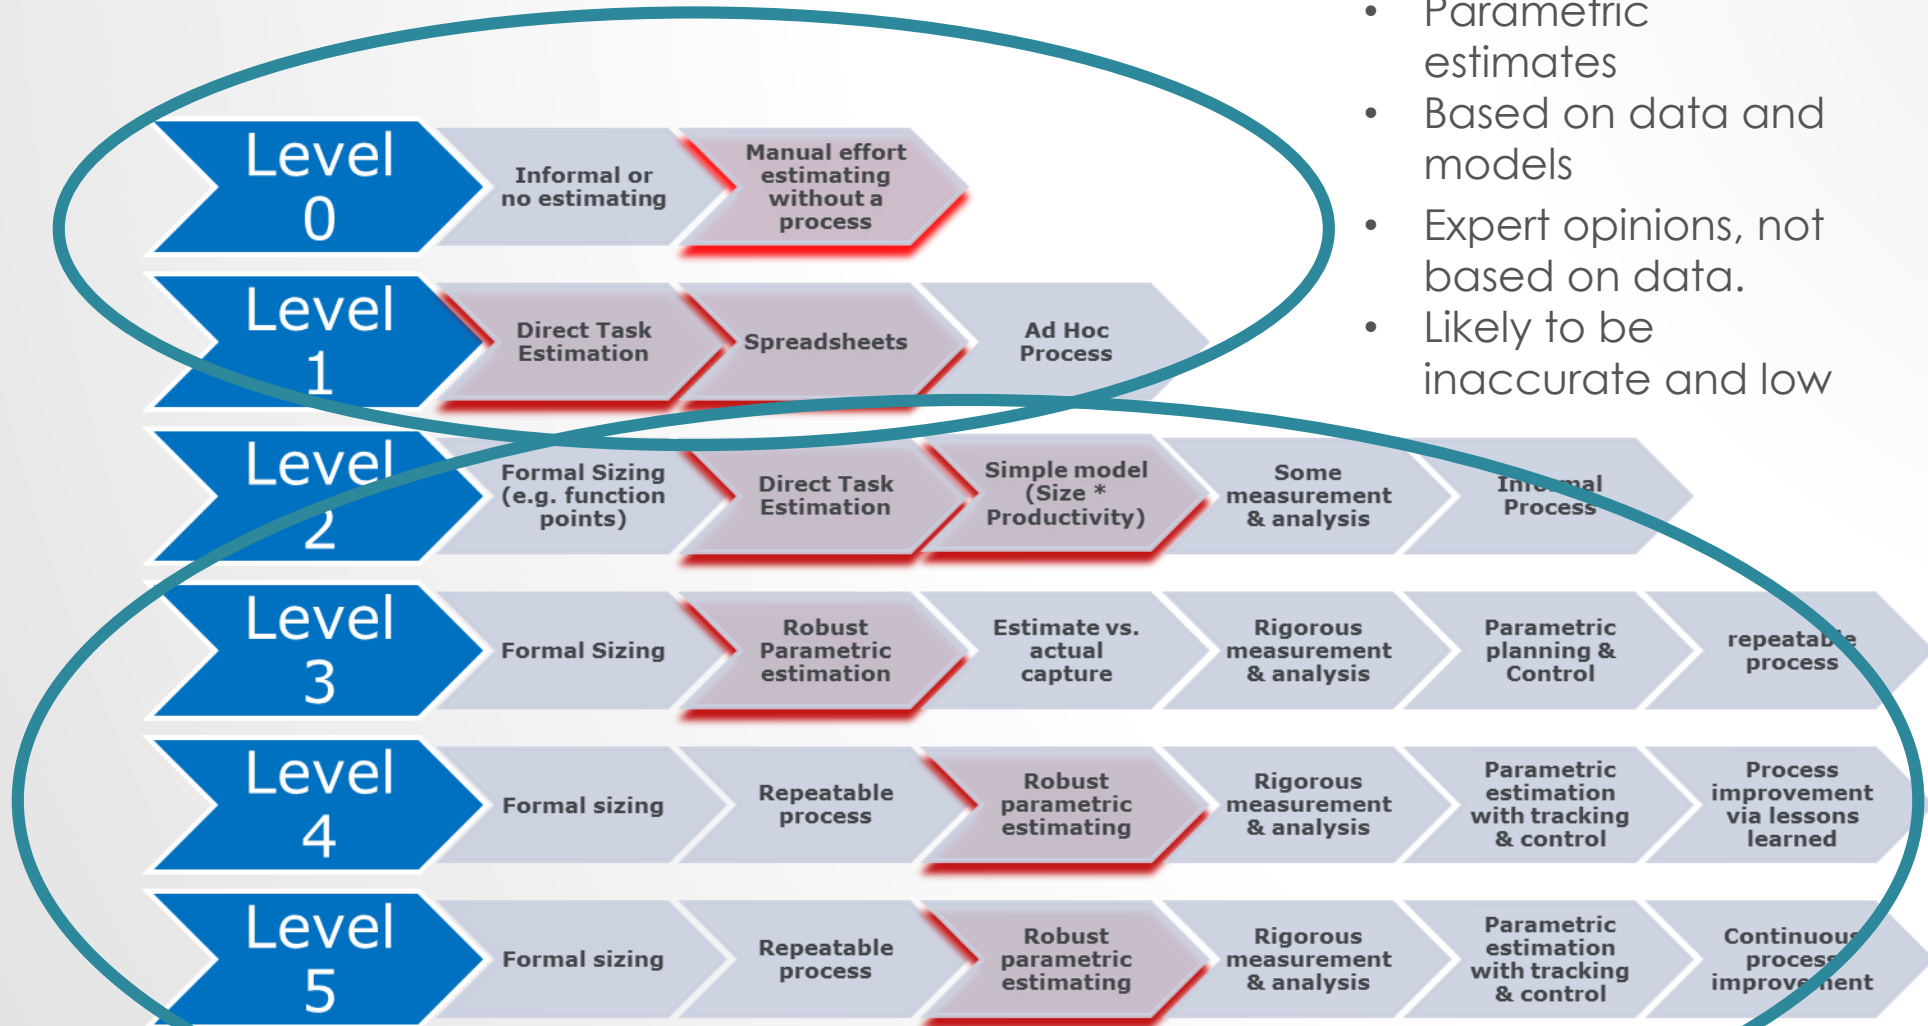 • Parametric
estimates
• Based on data and
models
• Expert opinions, not
based on data.
• Likely to be
inaccurate and low
Level
0
Informal or
no estimating
Manual effort
estimating
without a
process
Level
1
Direct Task
Estimation
Spreadsheets
Ad Hoc
Process
Level
2
Formal Sizing
(e.g. function
points)
Direct Task
Estimation
Simple model
(Size *
Productivity)
Some
measurement
& analysis
Informal
Process
Level
3
Formal Sizing
Robust
Parametric
estimation
Estimate vs.
actual
capture
Rigorous
measurement
& analysis
Parametric
planning &
Control
repeatable
process
Level
4
Formal sizing
Repeatable
process
Robust
parametric
estimating
Rigorous
measurement
& analysis
Parametric
estimation
with tracking
& control
Process
improvement
via lessons
learned
Level
5
Formal sizing
Repeatable
process
Robust
parametric
estimating
Rigorous
measurement
& analysis
Parametric
estimation
with tracking
& control
Continuous
process
improvement